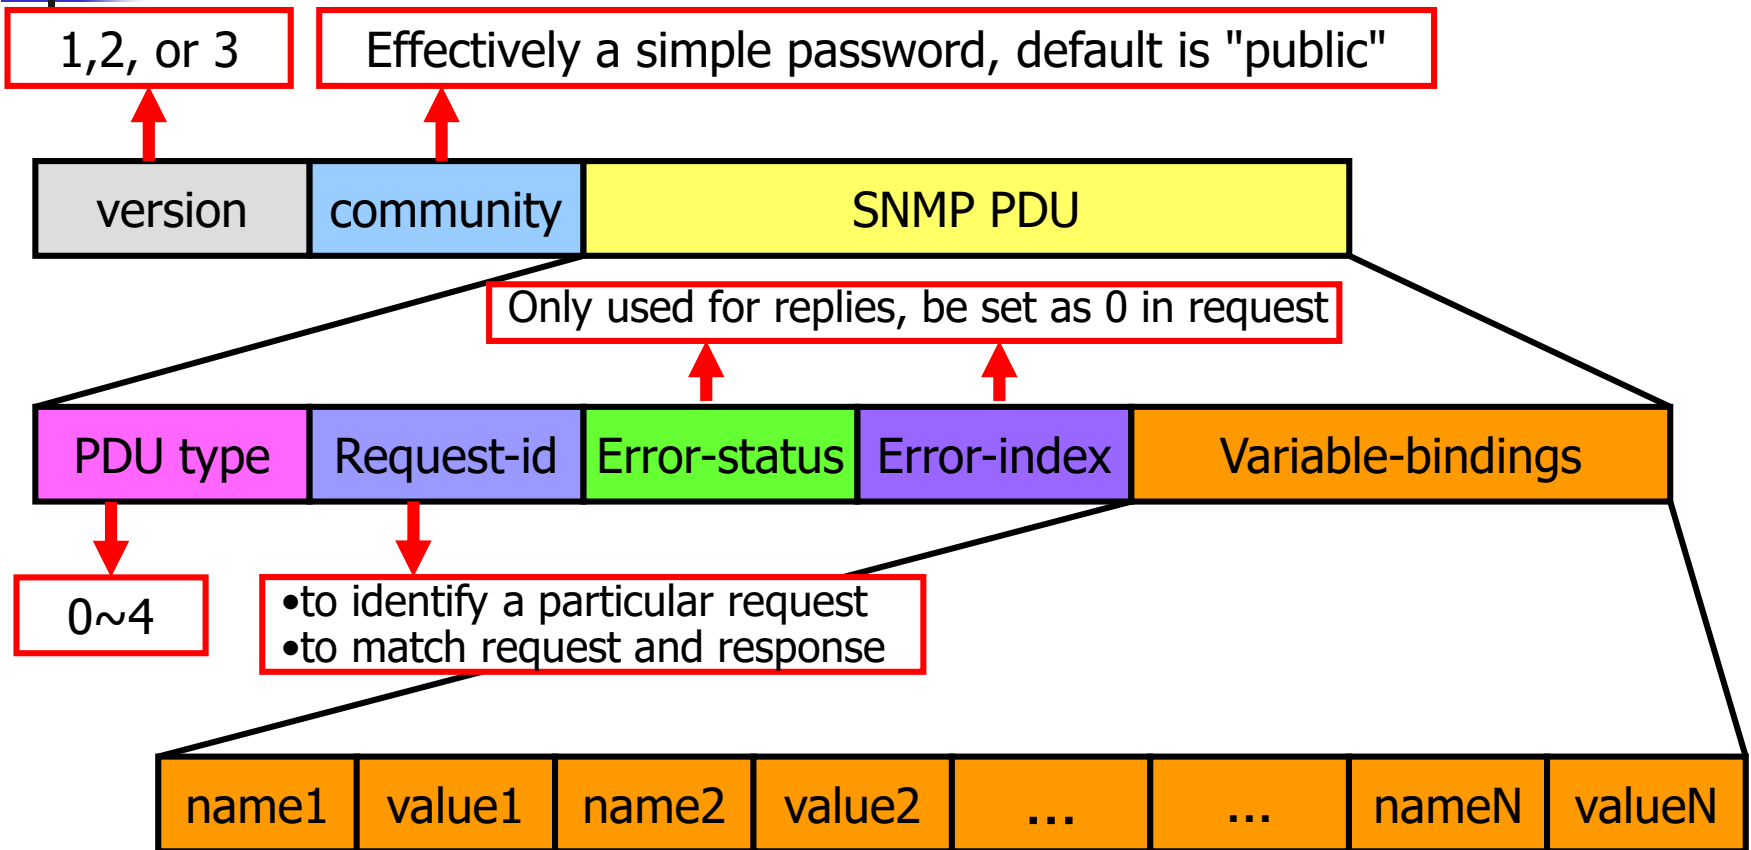 1,2, or 3
Effectively a simple password, default is "public"
version
community
SNMP PDU
Only used for replies, be set as 0 in request
PDU type
Request-id
Error-status
Error-index
Variable-bindings
0~4
•to identify a particular request
•to match request and response
name1
value1
name2
value2
...
...
nameN
valueN